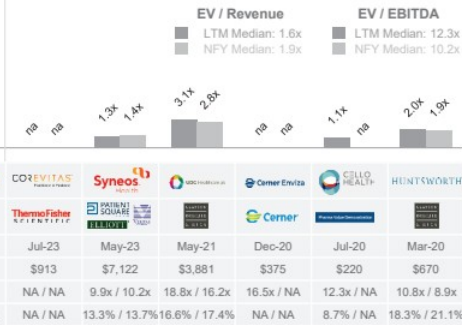 EV / Revenue EV / EBITDA
LTM Median: 1.6x LTM Median: 12.3x
NFY Median: 1.9x NFY Median: 10.2x
na na 1.3x 1.4x 3.1x 2.8x na na 1.1x na 2.0x 1.9x
COREVITAS Syneos HEALTH UDG Healthcare plc Cerner Enviza CELLO HEALTH HUNTSWORTH
ThermoFisher SCIENTIFIC PATIENT SQUARE ELLIOTT Cerner
Jul-23 May-23 May-21 Dec-20 Jul-20 Mar-20
$913 $7,122 $3,881 $375 $220 $670
NA / NA 9.9x / 10.2x 18.8x / 16.2x 16.5x / NA 12.3x / NA 10.8x / 8.9x
NA / NA 13.3% / 13.7% 16.6% / 17.4% NA / NA 8.7% / NA 18.3% / 21.1%